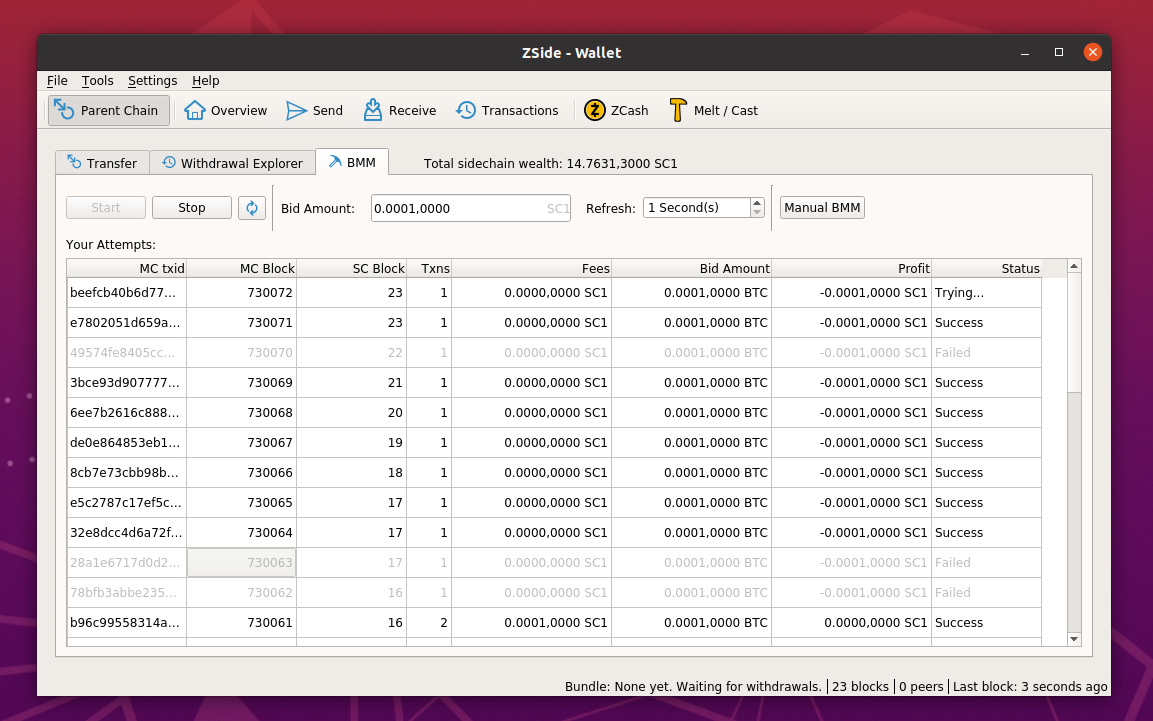 ZSide - Wallet
File Tools Settings Help
Parent Chain Overview Send Receive Transactions ZCash Melt / Cast
Transfer Withdrawal Explorer BMM Total sidechain wealth: 14.7631,3000 SC1
Start Stop Bid Amount: 0.0001,0000 SC1 Refresh: 1 Second(s) Manual BMM
Your Attempts:
MC txid MC Block SC Block Txns Fees Bid Amount Profit Status
beefcb40b6d77... 730072 23 1 0.0000,0000 SC1 0.0001,0000 BTC -0.0001,0000 SC1 Trying...
e7802051d659a... 730071 23 1 0.0000,0000 SC1 0.0001,0000 BTC -0.0001,0000 SC1 Success
49574fe8405cc... 730070 22 1 0.0000,0000 SC1 0.0001,0000 BTC -0.0001,0000 SC1 Failed
3bce93d907777... 730069 21 1 0.0000,0000 SC1 0.0001,0000 BTC -0.0001,0000 SC1 Success
6ee7b2616c888... 730068 20 1 0.0000,0000 SC1 0.0001,0000 BTC -0.0001,0000 SC1 Success
de0e864853eb1... 730067 19 1 0.0000,0000 SC1 0.0001,0000 BTC -0.0001,0000 SC1 Success
8cb7e73cbb98b... 730066 18 1 0.0000,0000 SC1 0.0001,0000 BTC -0.0001,0000 SC1 Success
e5c2787c17ef5c... 730065 17 1 0.0000,0000 SC1 0.0001,0000 BTC -0.0001,0000 SC1 Success
32e8dcc4d6a72f... 730064 17 1 0.0000,0000 SC1 0.0001,0000 BTC -0.0001,0000 SC1 Success
28a1e6717d0d2... 730063 17 1 0.0000,0000 SC1 0.0001,0000 BTC -0.0001,0000 SC1 Failed
78bfb3abbe235... 730062 16 1 0.0000,0000 SC1 0.0001,0000 BTC -0.0001,0000 SC1 Failed
b96c99558314a... 730061 16 2 0.0001,0000 SC1 0.0001,0000 BTC 0.0000,0000 SC1 Success
Bundle: None yet. Waiting for withdrawals. 23 blocks 0 peers Last block: 3 seconds ago